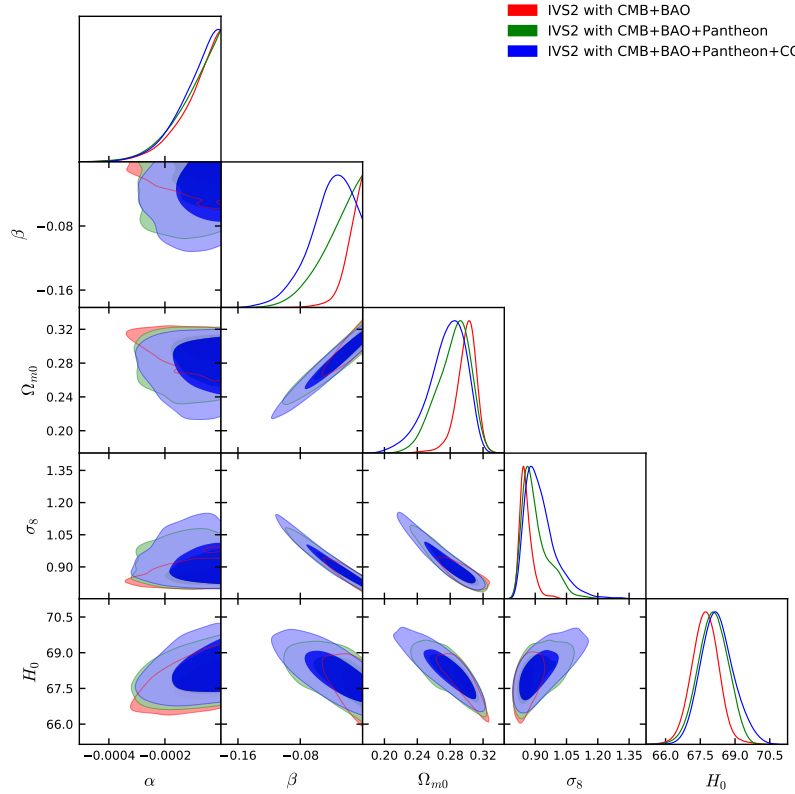 IVS2 with CMB+BAO
IVS2 with CMB+BAO+Pantheon
IVS2 with CMB+BAO+Pantheon+CC
β
−0.08
−0.16
Ω_{m0}
0.32
0.28
0.24
0.20
σ_8
1.35
1.20
1.05
0.90
H_0
70.5
69.0
67.5
66.0
−0.0004 −0.0002
−0.16 −0.08
0.20 0.24 0.28 0.32
0.90 1.05 1.20 1.35
66.0 67.5 69.0 70.5
α β Ω_{m0} σ_8 H_0